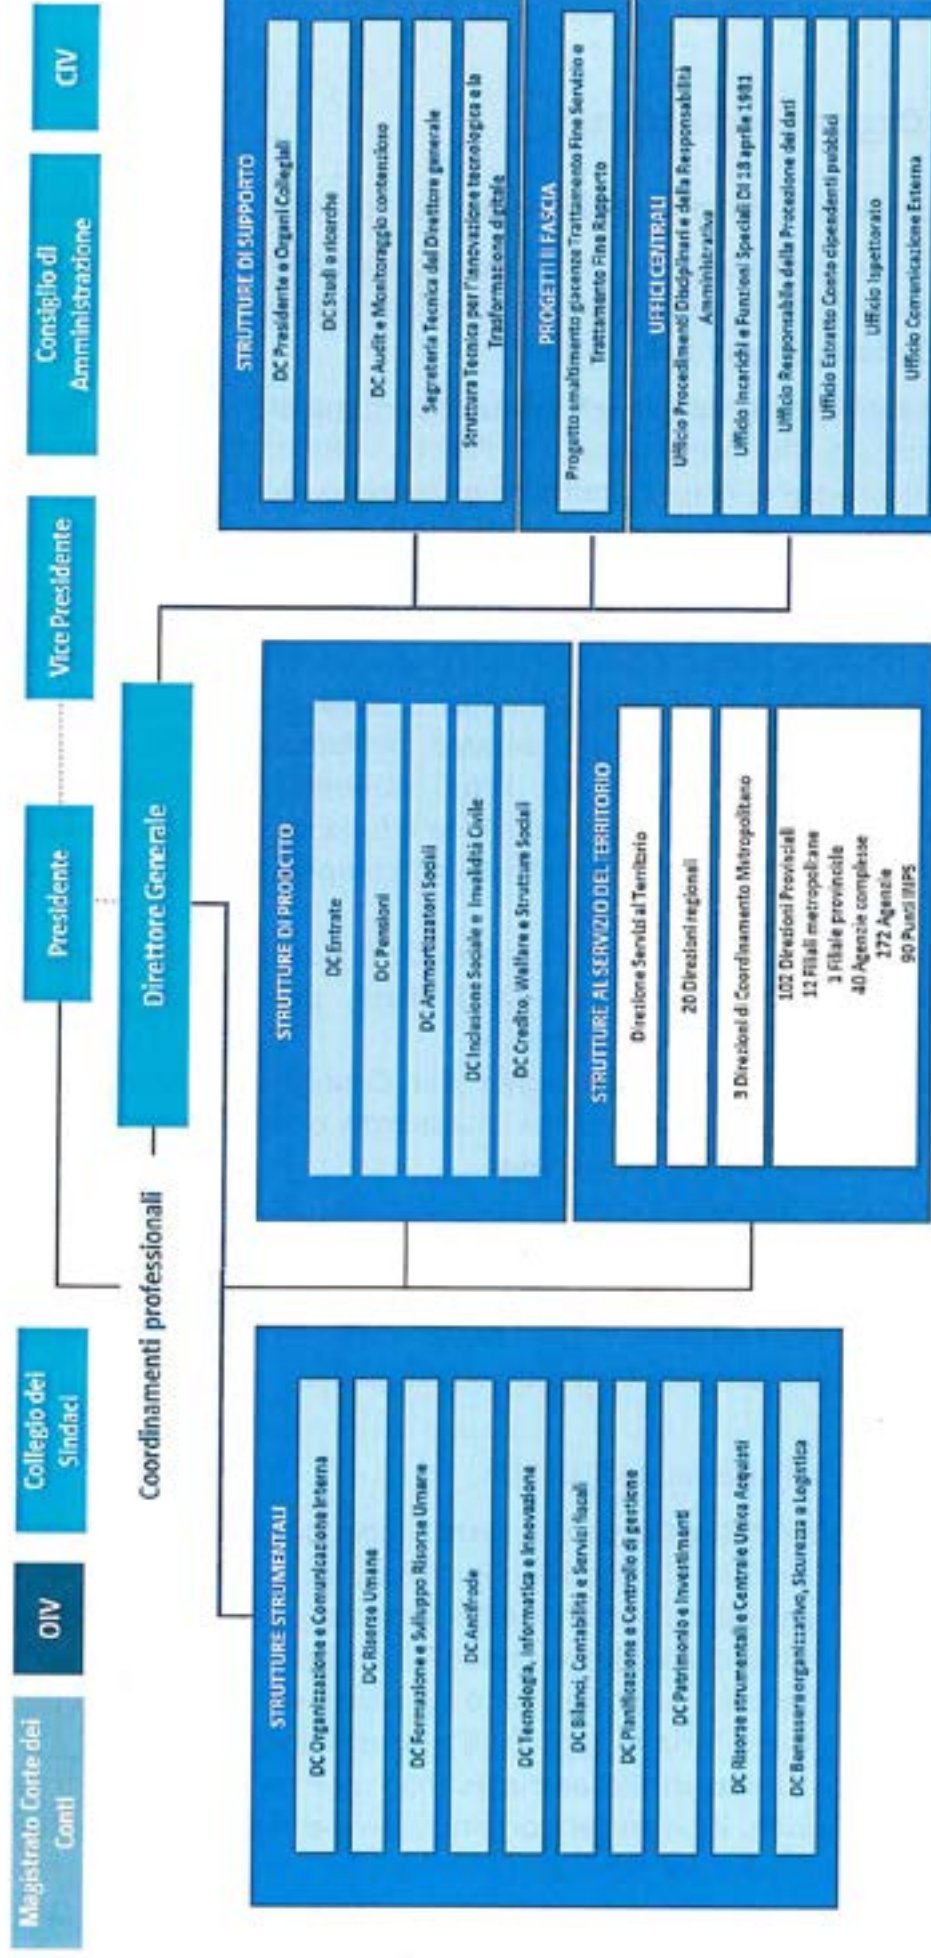 Magistrato Corte dei
Conti
OIV
Collegio dei
Sindaci
Presidente
Vice Presidente
Consiglio di
Amministrazione
CIV
Coordinamenti professionali
Direttore Generale
STRUTTURE STRUMENTALI
DC Organizzazione e Comunicazione Interna
DC Risorse Umane
DC Formazione e Sviluppo Risorse Umane
DC Antifrode
DC Tecnologia, Informatica e Innovazione
DC Bilanci, Contabilità e Servizi fiscali
DC Planificazione e Controllo di gestione
DC Patrimonio e Investimenti
DC Risorse strumentali e Centrale Unica Acquisti
DC Benessere organizzativo, Sicurezza e Logistica
STRUTTURE DI PRODOTTO
DC Entrate
DC Pensioni
DC Ammortizzatori Sociali
DC Inclusione Sociale e Invalidità Civile
DC Credito, Welfare e Strutture Sociali
STRUTTURE AL SERVIZIO DEL TERRITORIO
Direzione Servizi al Territorio
20 Direzioni regionali
3 Direzioni di Coordinamento Metropolitano
102 Direzioni Provinciali
12 Filiali metropolitane
1 Filiale provinciale
40 Agenzie complesse
172 Agenzie
90 Punti INPS
STRUTTURE DI SUPPORTO
DC Presidente e Organi Collegiali
DC Studi e ricerche
DC Audit e Monitoraggio contenzioso
Segreteria Tecnica del Direttore generale
Struttura Tecnica per l'innovazione tecnologica e la
Trasformazione digitale
PROGETTI II FASCIA
Progetto smaltimento giacenze Trattamento Fine Servizio e
Trattamento Fine Rapporto
UFFICI CENTRALI
Ufficio Procedimenti Disciplinari e della Responsabilità
Amministrativa
Ufficio Incarichi e Funzioni Speciali DI 18 aprile 1981
Ufficio Responsabile della Protezione dei dati
Ufficio Estratto Conto dipendenti pubblici
Ufficio Ispettorato
Ufficio Comunicazione Esterna